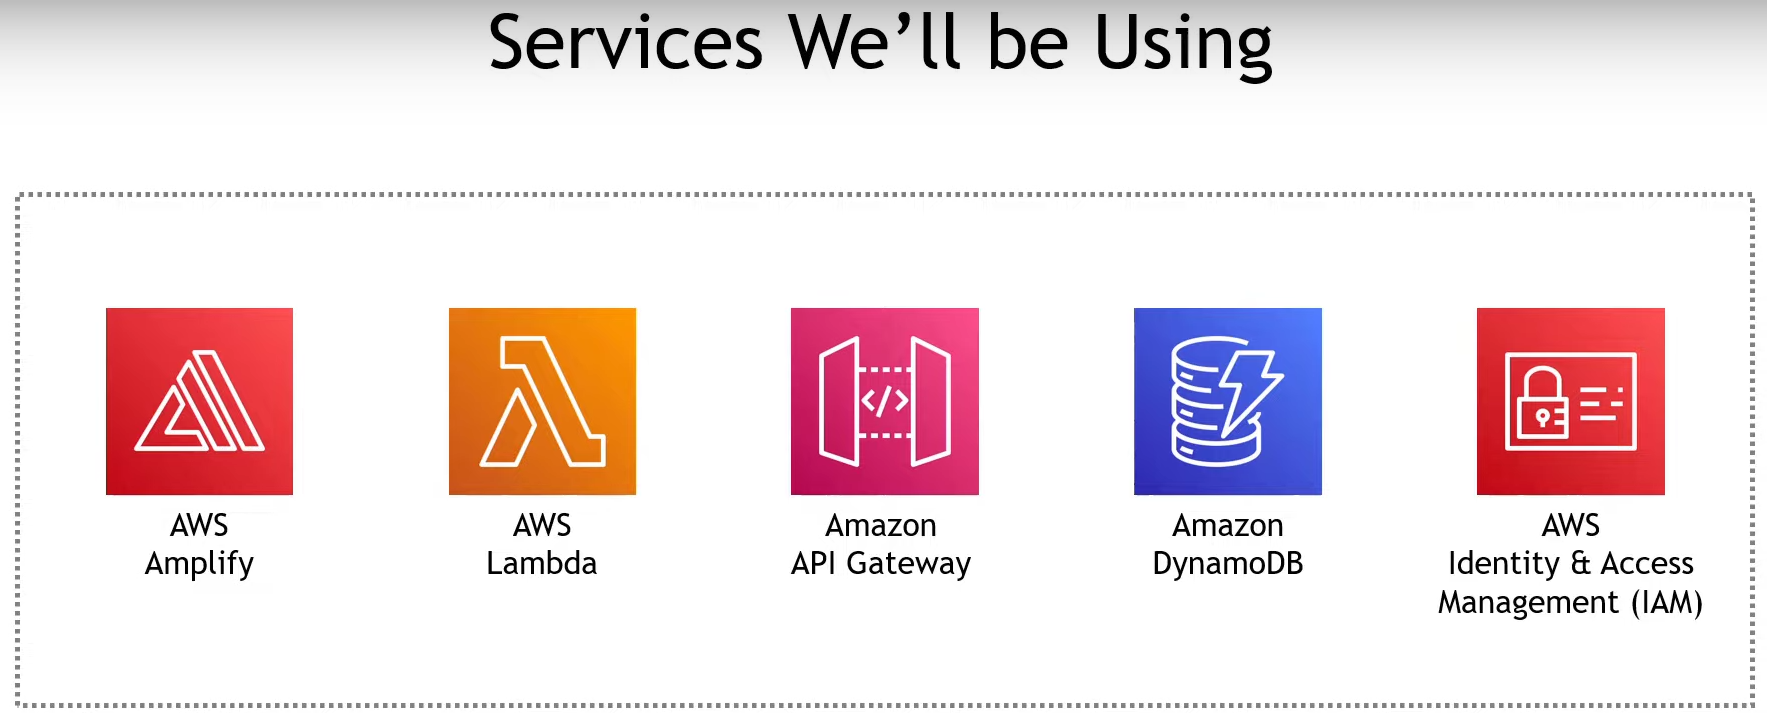 Services We’ll be Using
</>
AWS
Amplify
AWS
Lambda
Amazon
API Gateway
Amazon
DynamoDB
AWS
Identity & Access
Management (IAM)